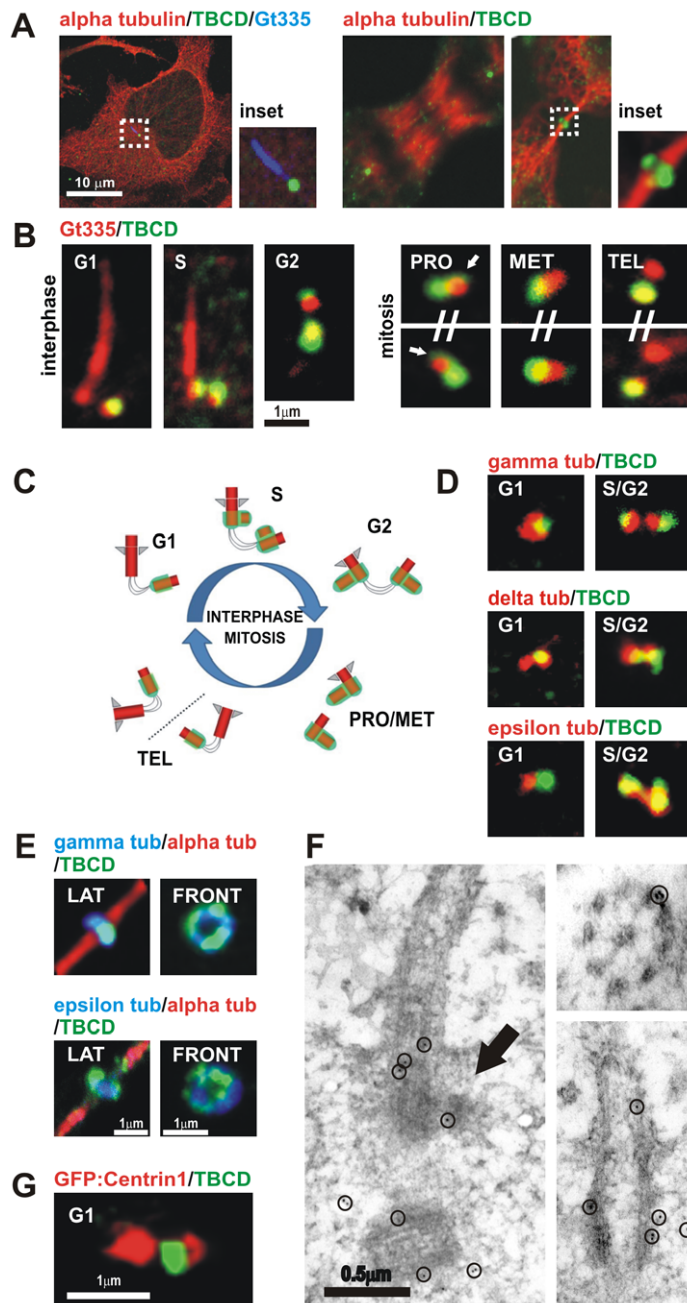 A
alpha tubulin/TBCD/Gt335
alpha tubulin/TBCD
inset
inset
10 µm
B
Gt335/TBCD
interphase
G1
S
G2
1µm
mitosis
PRO
MET
TEL
C
S
G1
G2
INTERPHASE
MITOSIS
TEL
PRO/MET
D
gamma tub/TBCD
G1
S/G2
delta tub/TBCD
G1
S/G2
epsilon tub/TBCD
G1
S/G2
E
gamma tub/alpha tub
/TBCD
LAT
FRONT
epsilon tub/alpha tub
/TBCD
LAT
FRONT
1µm
1µm
F
0.5µm
G
GFP:Centrin1/TBCD
G1
1µm